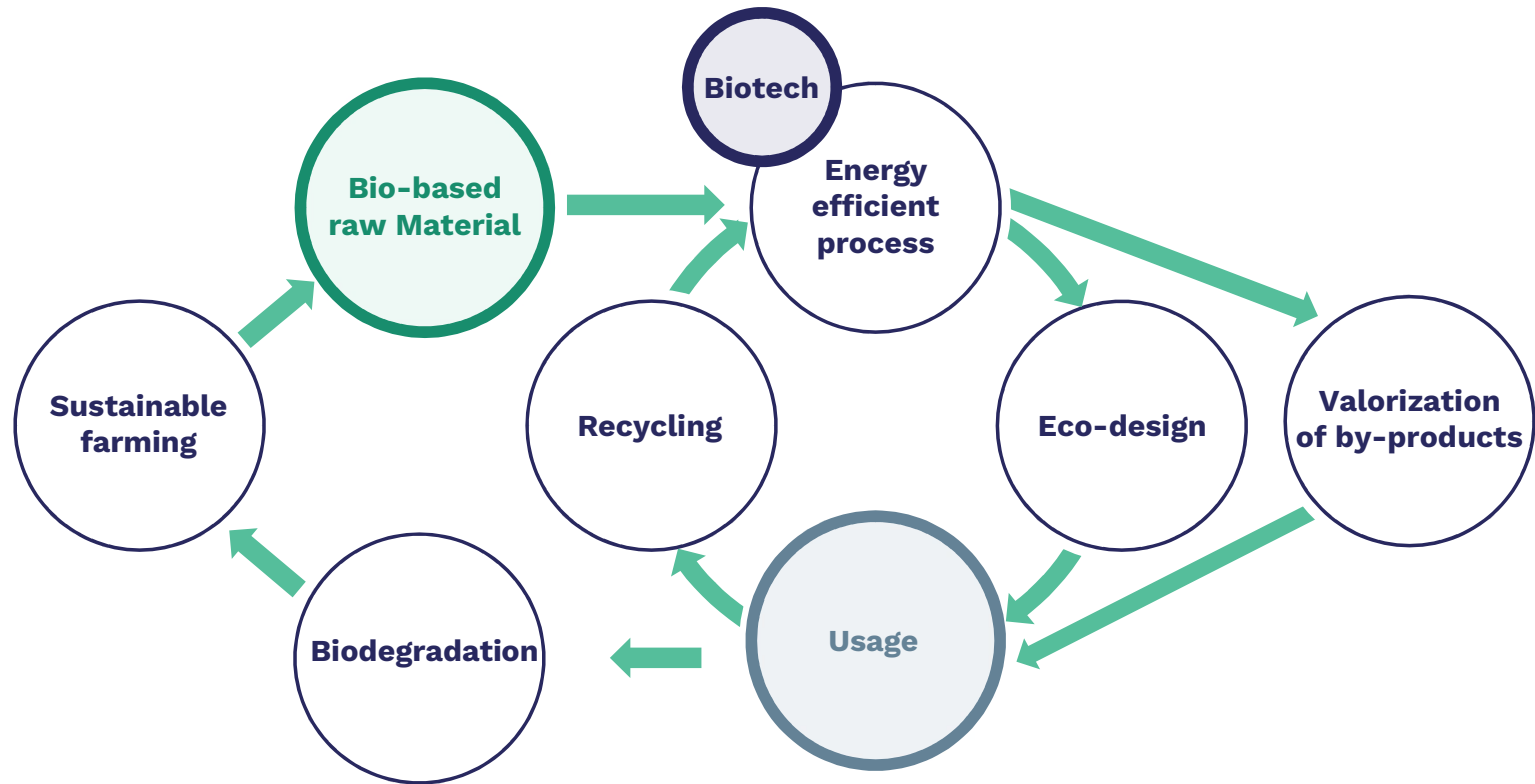 Biotech
Bio-based
raw Material
Energy
efficient
process
Sustainable
farming
Recycling
Eco-design
Valorization
of by-products
Biodegradation
Usage